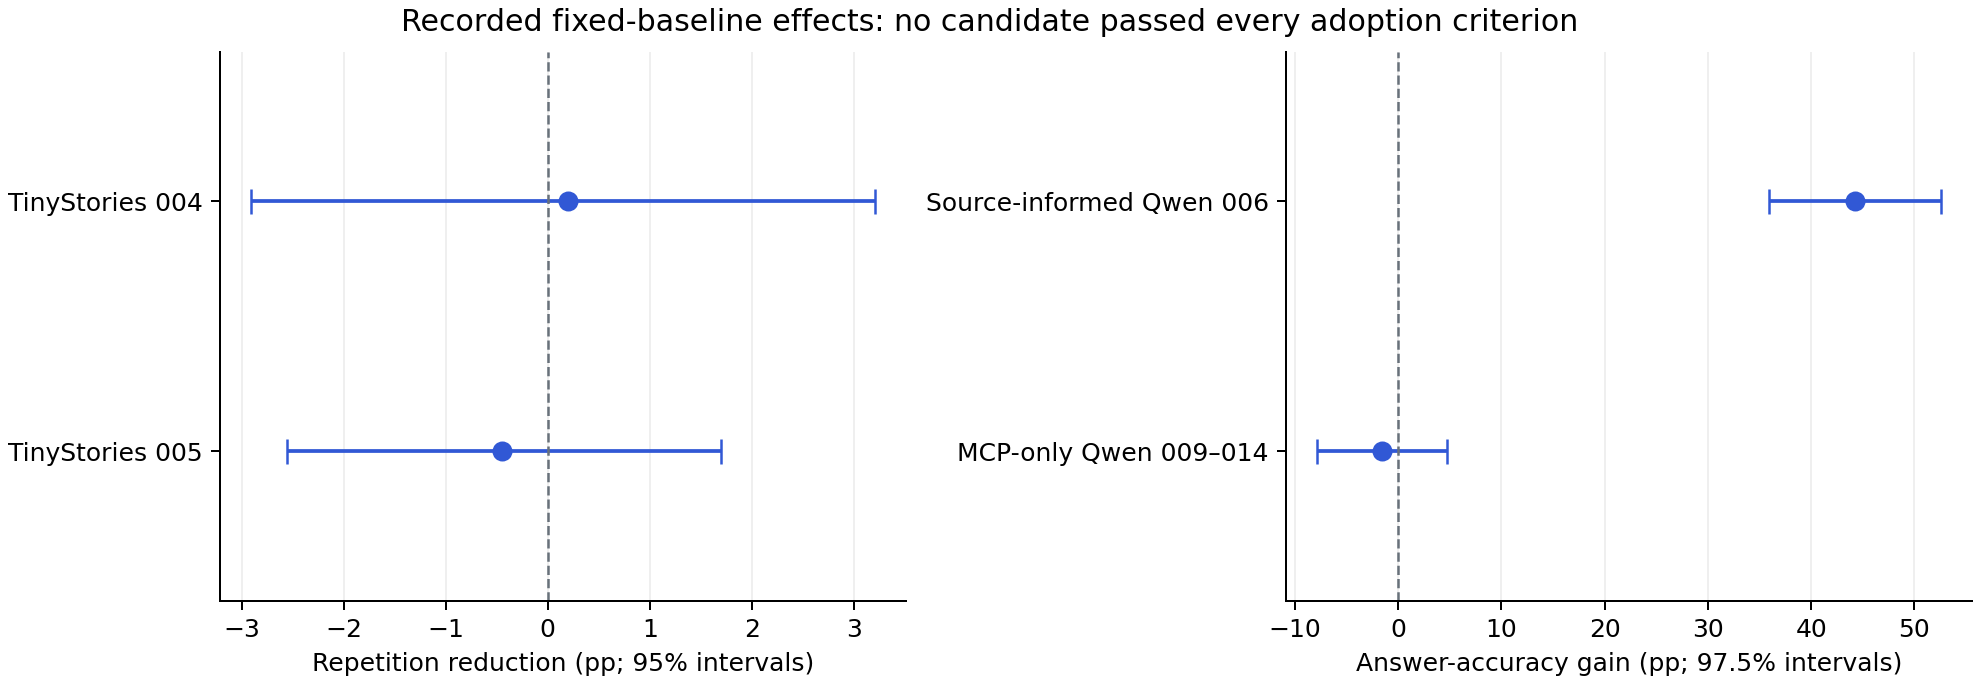 Recorded fixed-baseline effects: no candidate passed every adoption criterion
TinyStories 004
TinyStories 005
−3 −2 −1 0 1 2 3
Repetition reduction (pp; 95% intervals)
Source-informed Qwen 006
MCP-only Qwen 009–014
−10 0 10 20 30 40 50
Answer-accuracy gain (pp; 97.5% intervals)